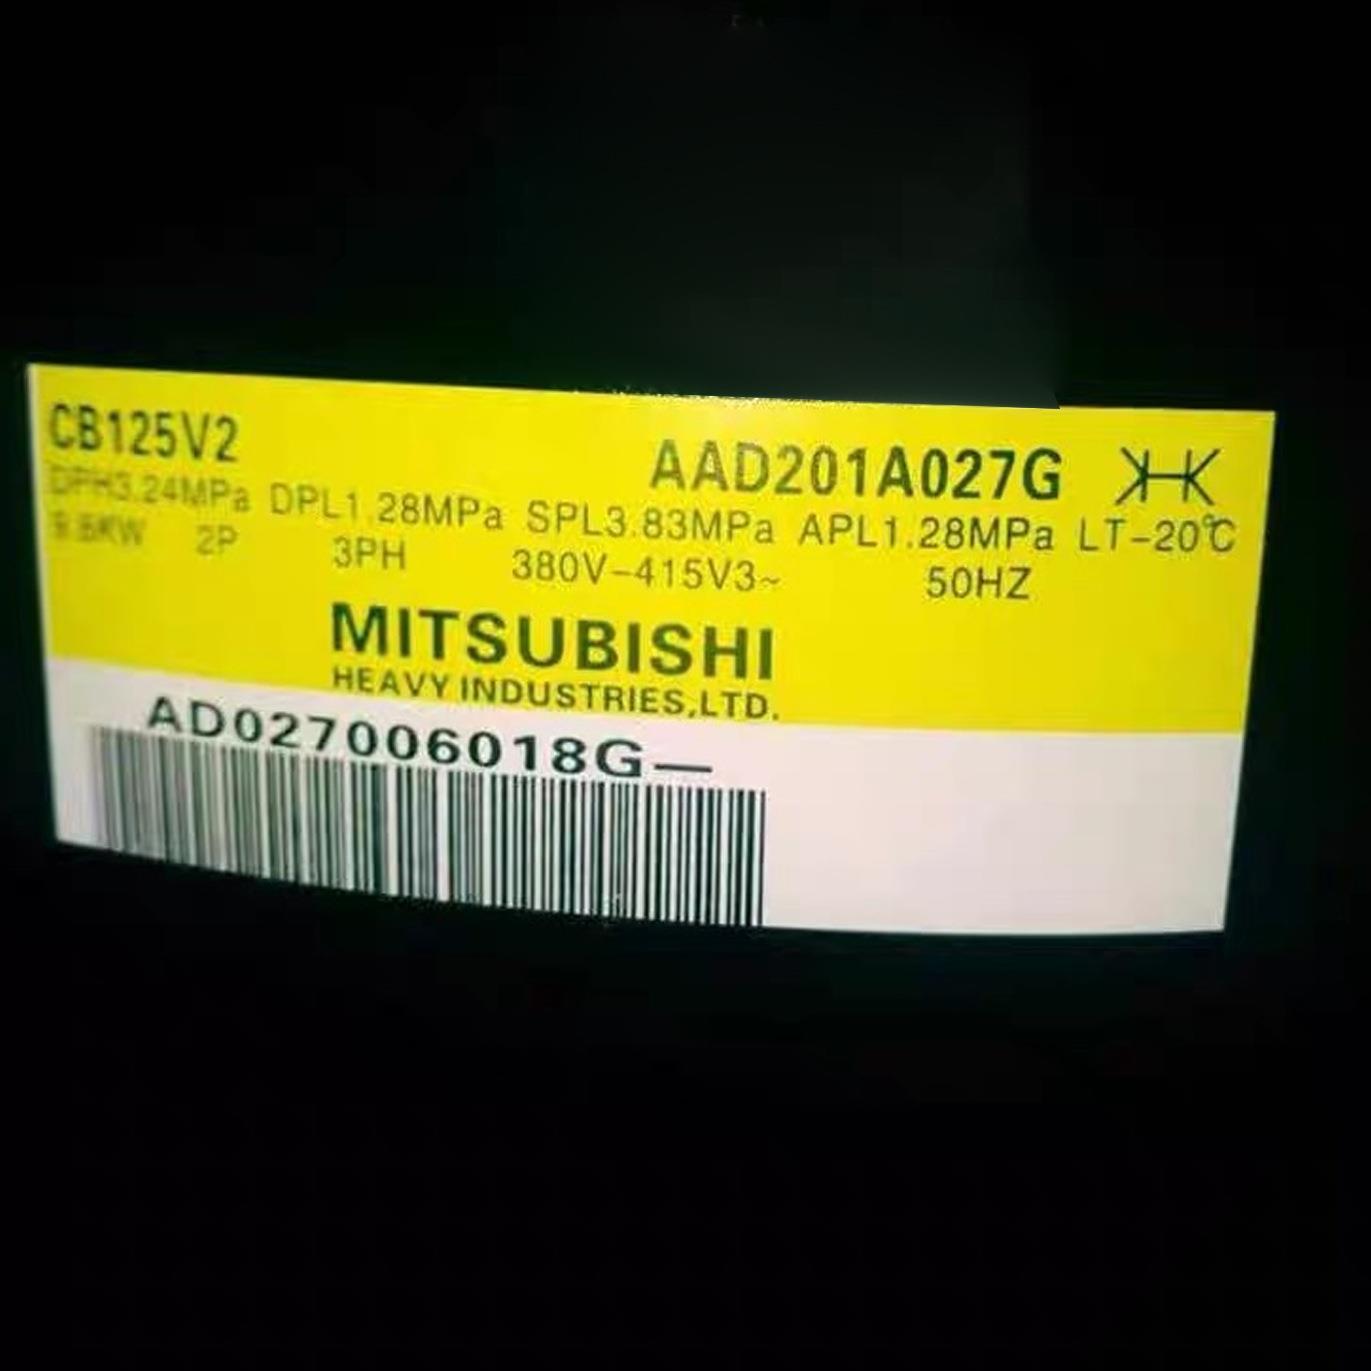 CB125V2
AAD201A027G
DPH3.24MPa DPL1.28MPa SPL3.83MPa APL1.28MPa LT-20℃
2P 3PH 380V-415V3~ 50HZ
MITSUBISHI
HEAVY INDUSTRIES,LTD.
AD027006018G—